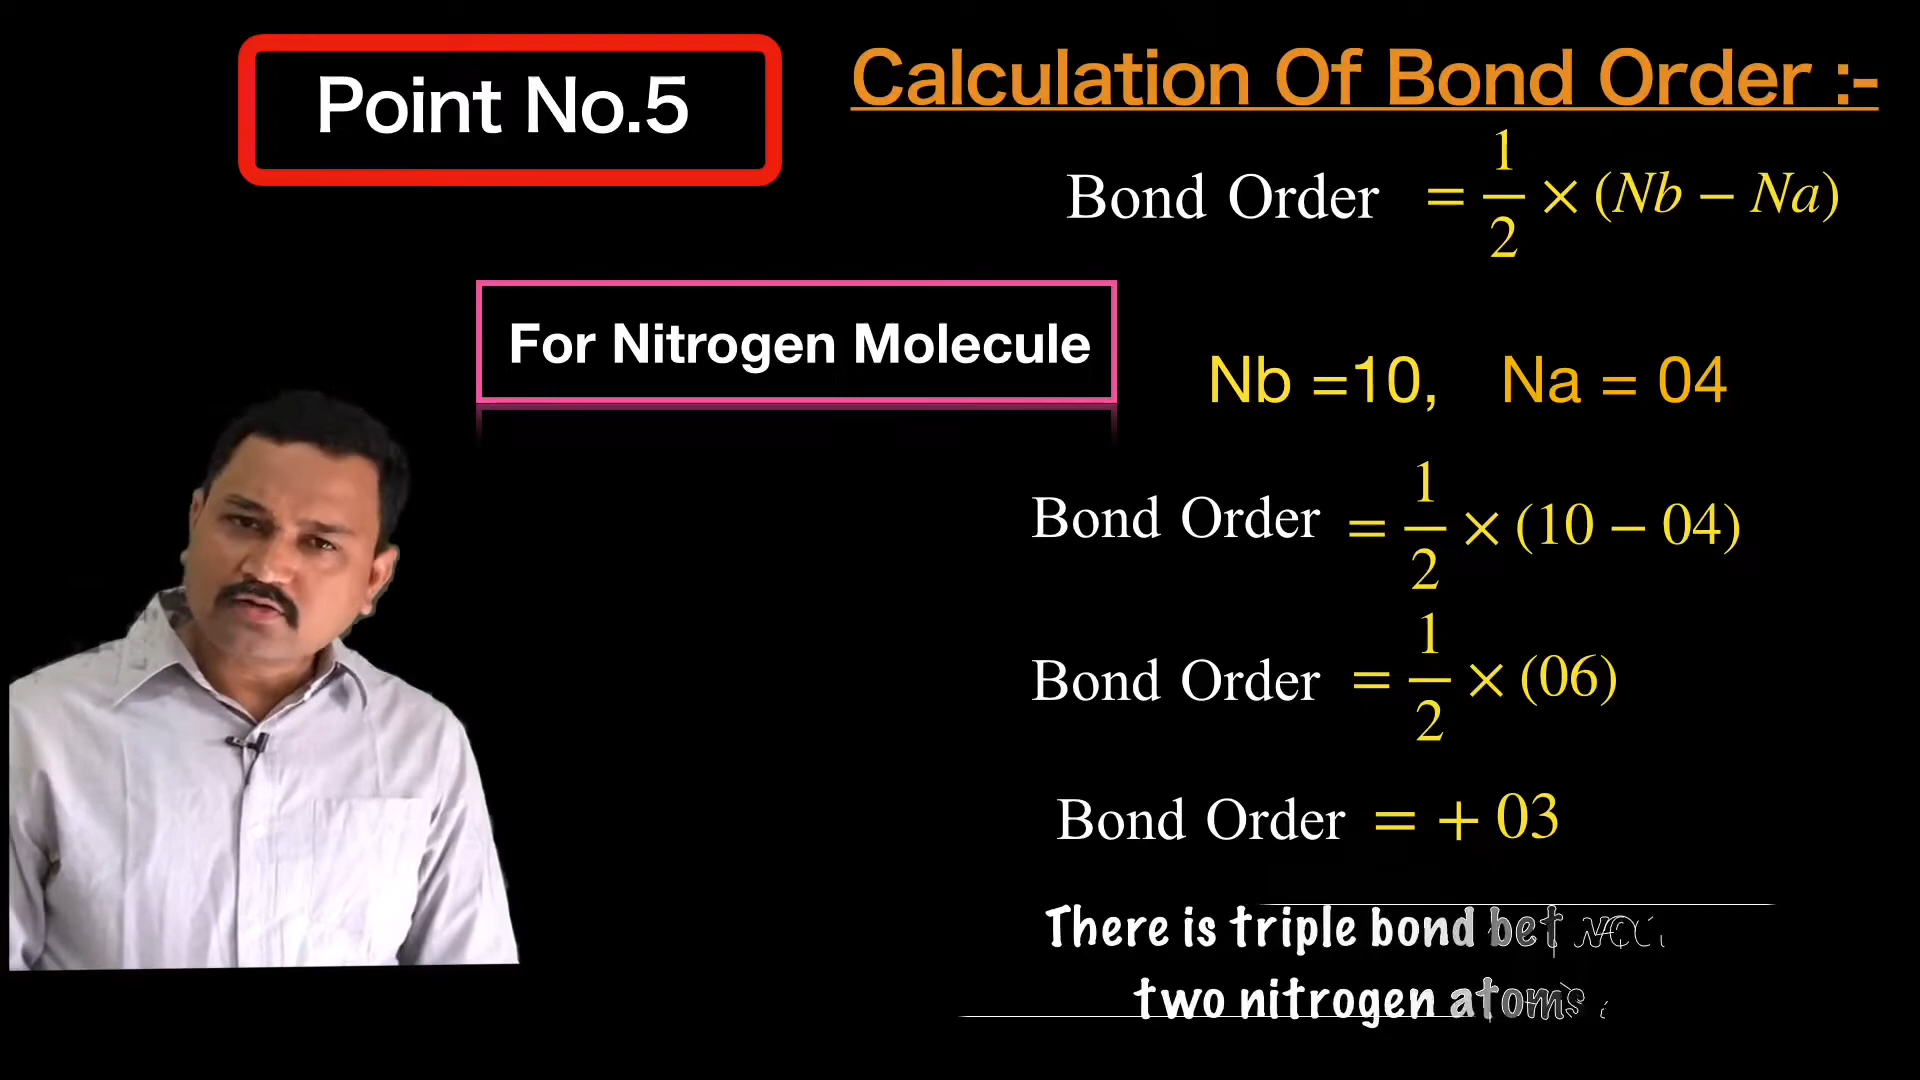 Point No.5
Calculation Of Bond Order :-
Bond Order = 1/2 × (Nb − Na)
For Nitrogen Molecule
Nb =10, Na = 04
Bond Order = 1/2 × (10 − 04)
Bond Order = 1/2 × (06)
Bond Order = + 03
There is triple bond
two nitrogen atoms